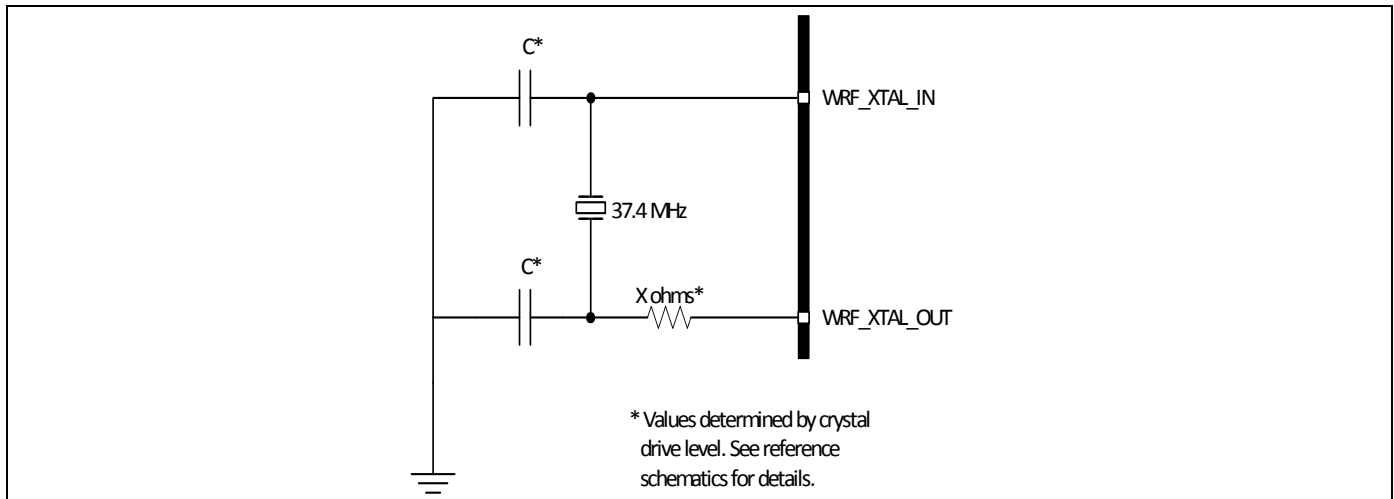 C*
WRF_XTAL_IN
37.4 MHz
C*
X ohms*
WRF_XTAL_OUT
* Values determined by crystal
drive level. See reference
schematics for details.